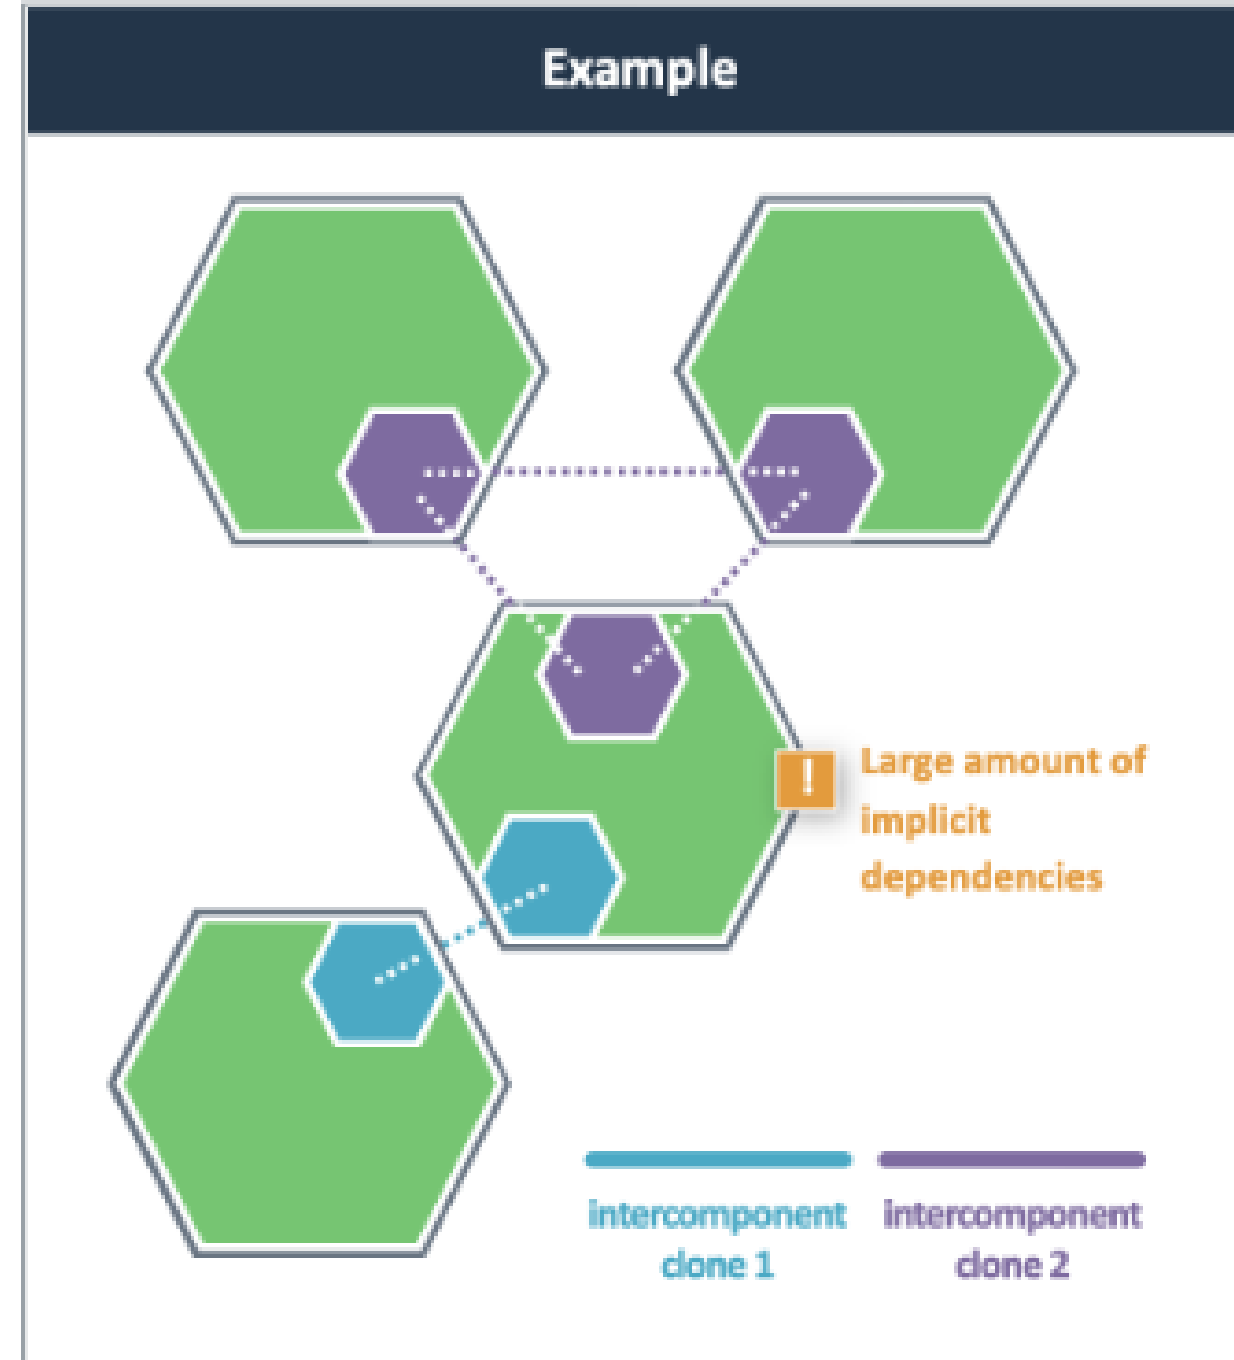 Example
!
Large amount of
implicit
dependencies
intercomponent
clone 1
intercomponent
clone 2